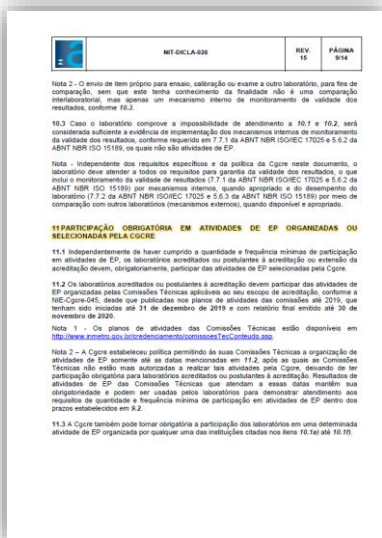 NIT-DICLA-026
REV.
15
PÁGINA
9/14
Nota 2 - O envio de item próprio para ensaio, calibração ou exame a outro laboratório, para fins de
comparação, sem que este tenha conhecimento da finalidade não é uma comparação
interlaboratorial, mas apenas um mecanismo interno de monitoramento de validade dos
resultados, conforme 10.3.
10.3 Caso o laboratório comprove a impossibilidade de atendimento a 10.1 e 10.2, será
considerada suficiente a evidência de implementação dos mecanismos internos de monitoramento
da validade dos resultados, conforme requerido em 7.7.1 da ABNT NBR ISO/IEC 17025 e 5.6.2 da
ABNT NBR ISO 15189, os quais não são atividades de EP.
Nota - Independente dos requisitos específicos e da política da Cgcre neste documento, o
laboratório deve atender a todos os requisitos para garantia da validade dos resultados, o que
inclui o monitoramento da validade de resultados (7.7.1 da ABNT NBR ISO/IEC 17025 e 5.6.2 da
ABNT NBR ISO 15189) por mecanismos internos, quando apropriado e do desempenho do
laboratório (7.7.2 da ABNT NBR ISO/IEC 17025 e 5.6.3 da ABNT NBR ISO 15189) por meio de
comparação com outros laboratórios (mecanismos externos), quando disponível e apropriado.
11 PARTICIPAÇÃO OBRIGATÓRIA EM ATIVIDADES DE EP ORGANIZADAS OU
SELECIONADAS PELA CGCRE
11.1 Independentemente de haver cumprido a quantidade e frequência mínimas de participação
em atividades de EP, os laboratórios acreditados ou postulantes à acreditação ou extensão da
acreditação devem, obrigatoriamente, participar das atividades de EP selecionadas pela Cgcre.
11.2 Os laboratórios acreditados ou postulantes à acreditação devem participar das atividades de
EP organizadas pelas Comissões Técnicas aplicáveis ao seu escopo de acreditação, conforme a
NIE-Cgcre-045, desde que publicadas nos planos de atividades das comissões até 2019, que
tenham sido iniciadas até 31 de dezembro de 2019 e com relatório final emitido até 30 de
novembro de 2020.
Nota 1 - Os planos de atividades das Comissões Técnicas estão disponíveis em
http://www.inmetro.gov.br/credenciamento/comissoesTecConteudo.asp.
Nota 2 – A Cgcre estabeleceu política permitindo às suas Comissões Técnicas a organização de
atividades de EP somente até as datas mencionadas em 11.2, após as quais as Comissões
Técnicas não estão mais autorizadas a realizar tais atividades pela Cgcre, deixando de ter
participação obrigatória para laboratórios acreditados ou postulantes à acreditação. Resultados de
atividades de EP das Comissões Técnicas que atendam a essas datas mantêm sua
obrigatoriedade e podem ser usadas pelos laboratórios para demonstrar atendimento aos
requisitos de quantidade e frequência mínima de participação em atividades de EP dentro dos
prazos estabelecidos em 9.2.
11.3 A Cgcre também pode tornar obrigatória a participação dos laboratórios em uma determinada
atividade de EP organizada por qualquer uma das instituições citadas nos itens 10.1a) até 10.1f).